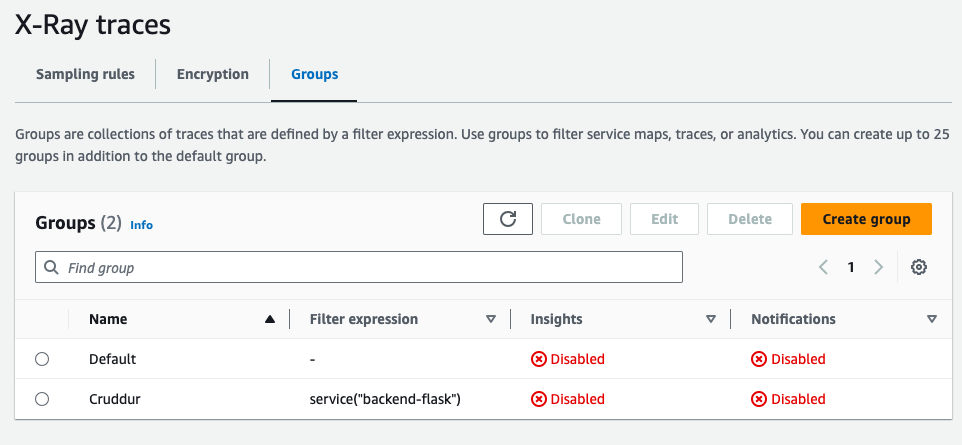 X-Ray traces
Sampling rules Encryption Groups
Groups are collections of traces that are defined by a filter expression. Use groups to filter service maps, traces, or analytics. You can create up to 25
groups in addition to the default group.
Groups (2) Info Clone Edit Delete Create group
Find group 1
Name Filter expression Insights Notifications
Default - Disabled Disabled
Cruddur service("backend-flask") Disabled Disabled